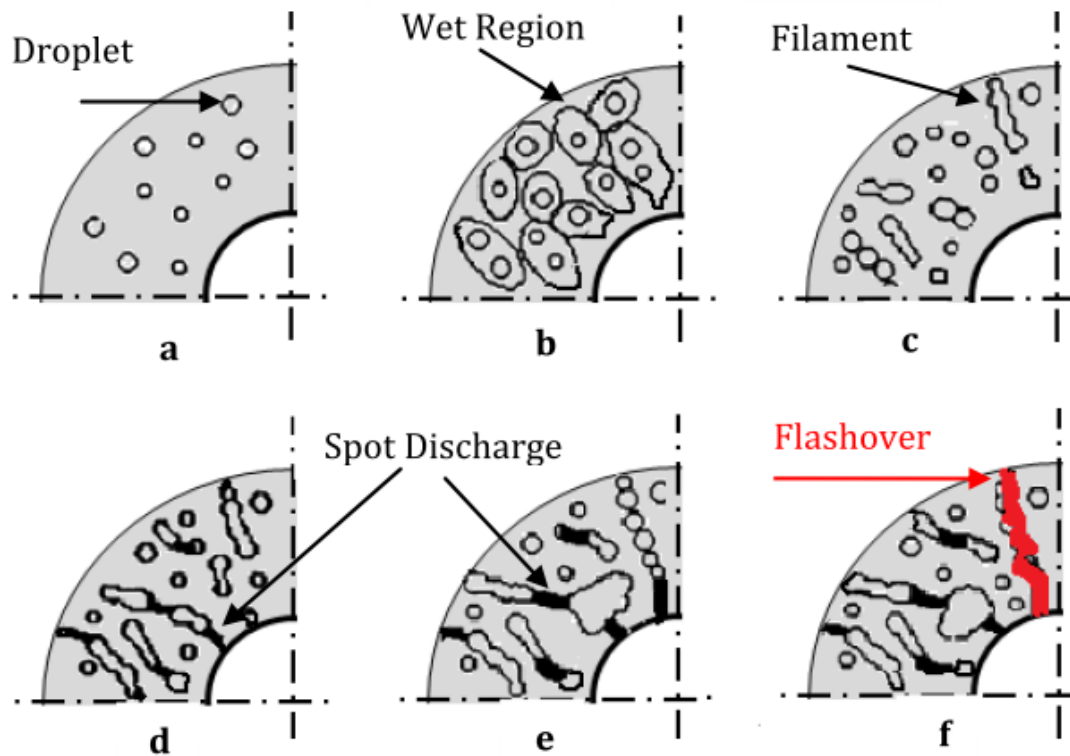 Droplet
Wet Region
Filament
a
b
c
Spot Discharge
Flashover
d
e
f